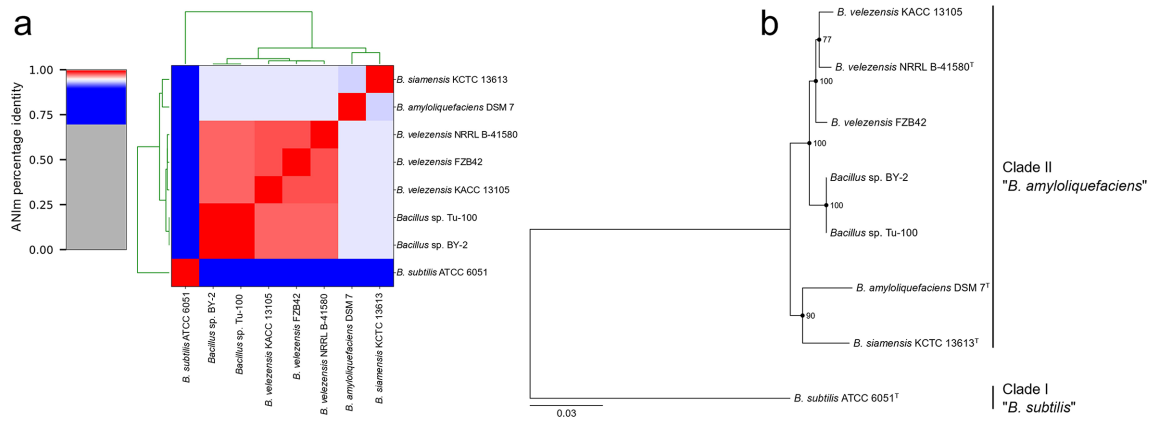 a
1.00
0.75
0.50
0.25
0.00
ANIm percentage identity
B. siamensis KCTC 13613
B. amyloliquefaciens DSM 7
B. velezensis NRRL B-41580
B. velezensis FZB42
B. velezensis KACC 13105
Bacillus sp. Tu-100
Bacillus sp. BY-2
B. subtilis ATCC 6051
B. subtilis ATCC 6051
Bacillus sp. BY-2
Bacillus sp. Tu-100
B. velezensis KACC 13105
B. velezensis FZB42
B. velezensis NRRL B-41580
B. amyloliquefaciens DSM 7
B. siamensis KCTC 13613
b
B. velezensis KACC 13105
77
B. velezensis NRRL B-41580ᵀ
100
B. velezensis FZB42
100
Bacillus sp. BY-2
100
Bacillus sp. Tu-100
B. amyloliquefaciens DSM 7ᵀ
90
B. siamensis KCTC 13613ᵀ
B. subtilis ATCC 6051ᵀ
0.03
Clade II
"B. amyloliquefaciens"
Clade I
"B. subtilis"